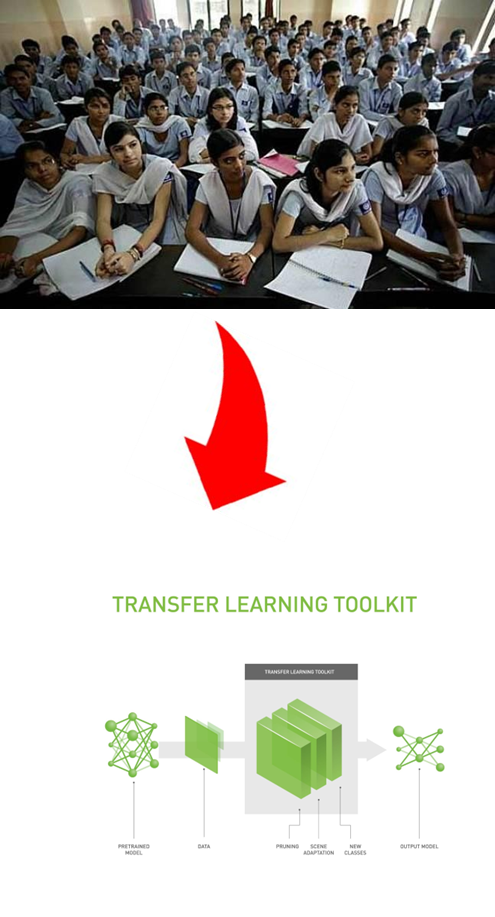 TRANSFER LEARNING TOOLKIT
TRANSFER LEARNING TOOLKIT
PRETRAINED
MODEL
DATA
PRUNING
SCENE
ADAPTATION
NEW
CLASSES
OUTPUT MODEL